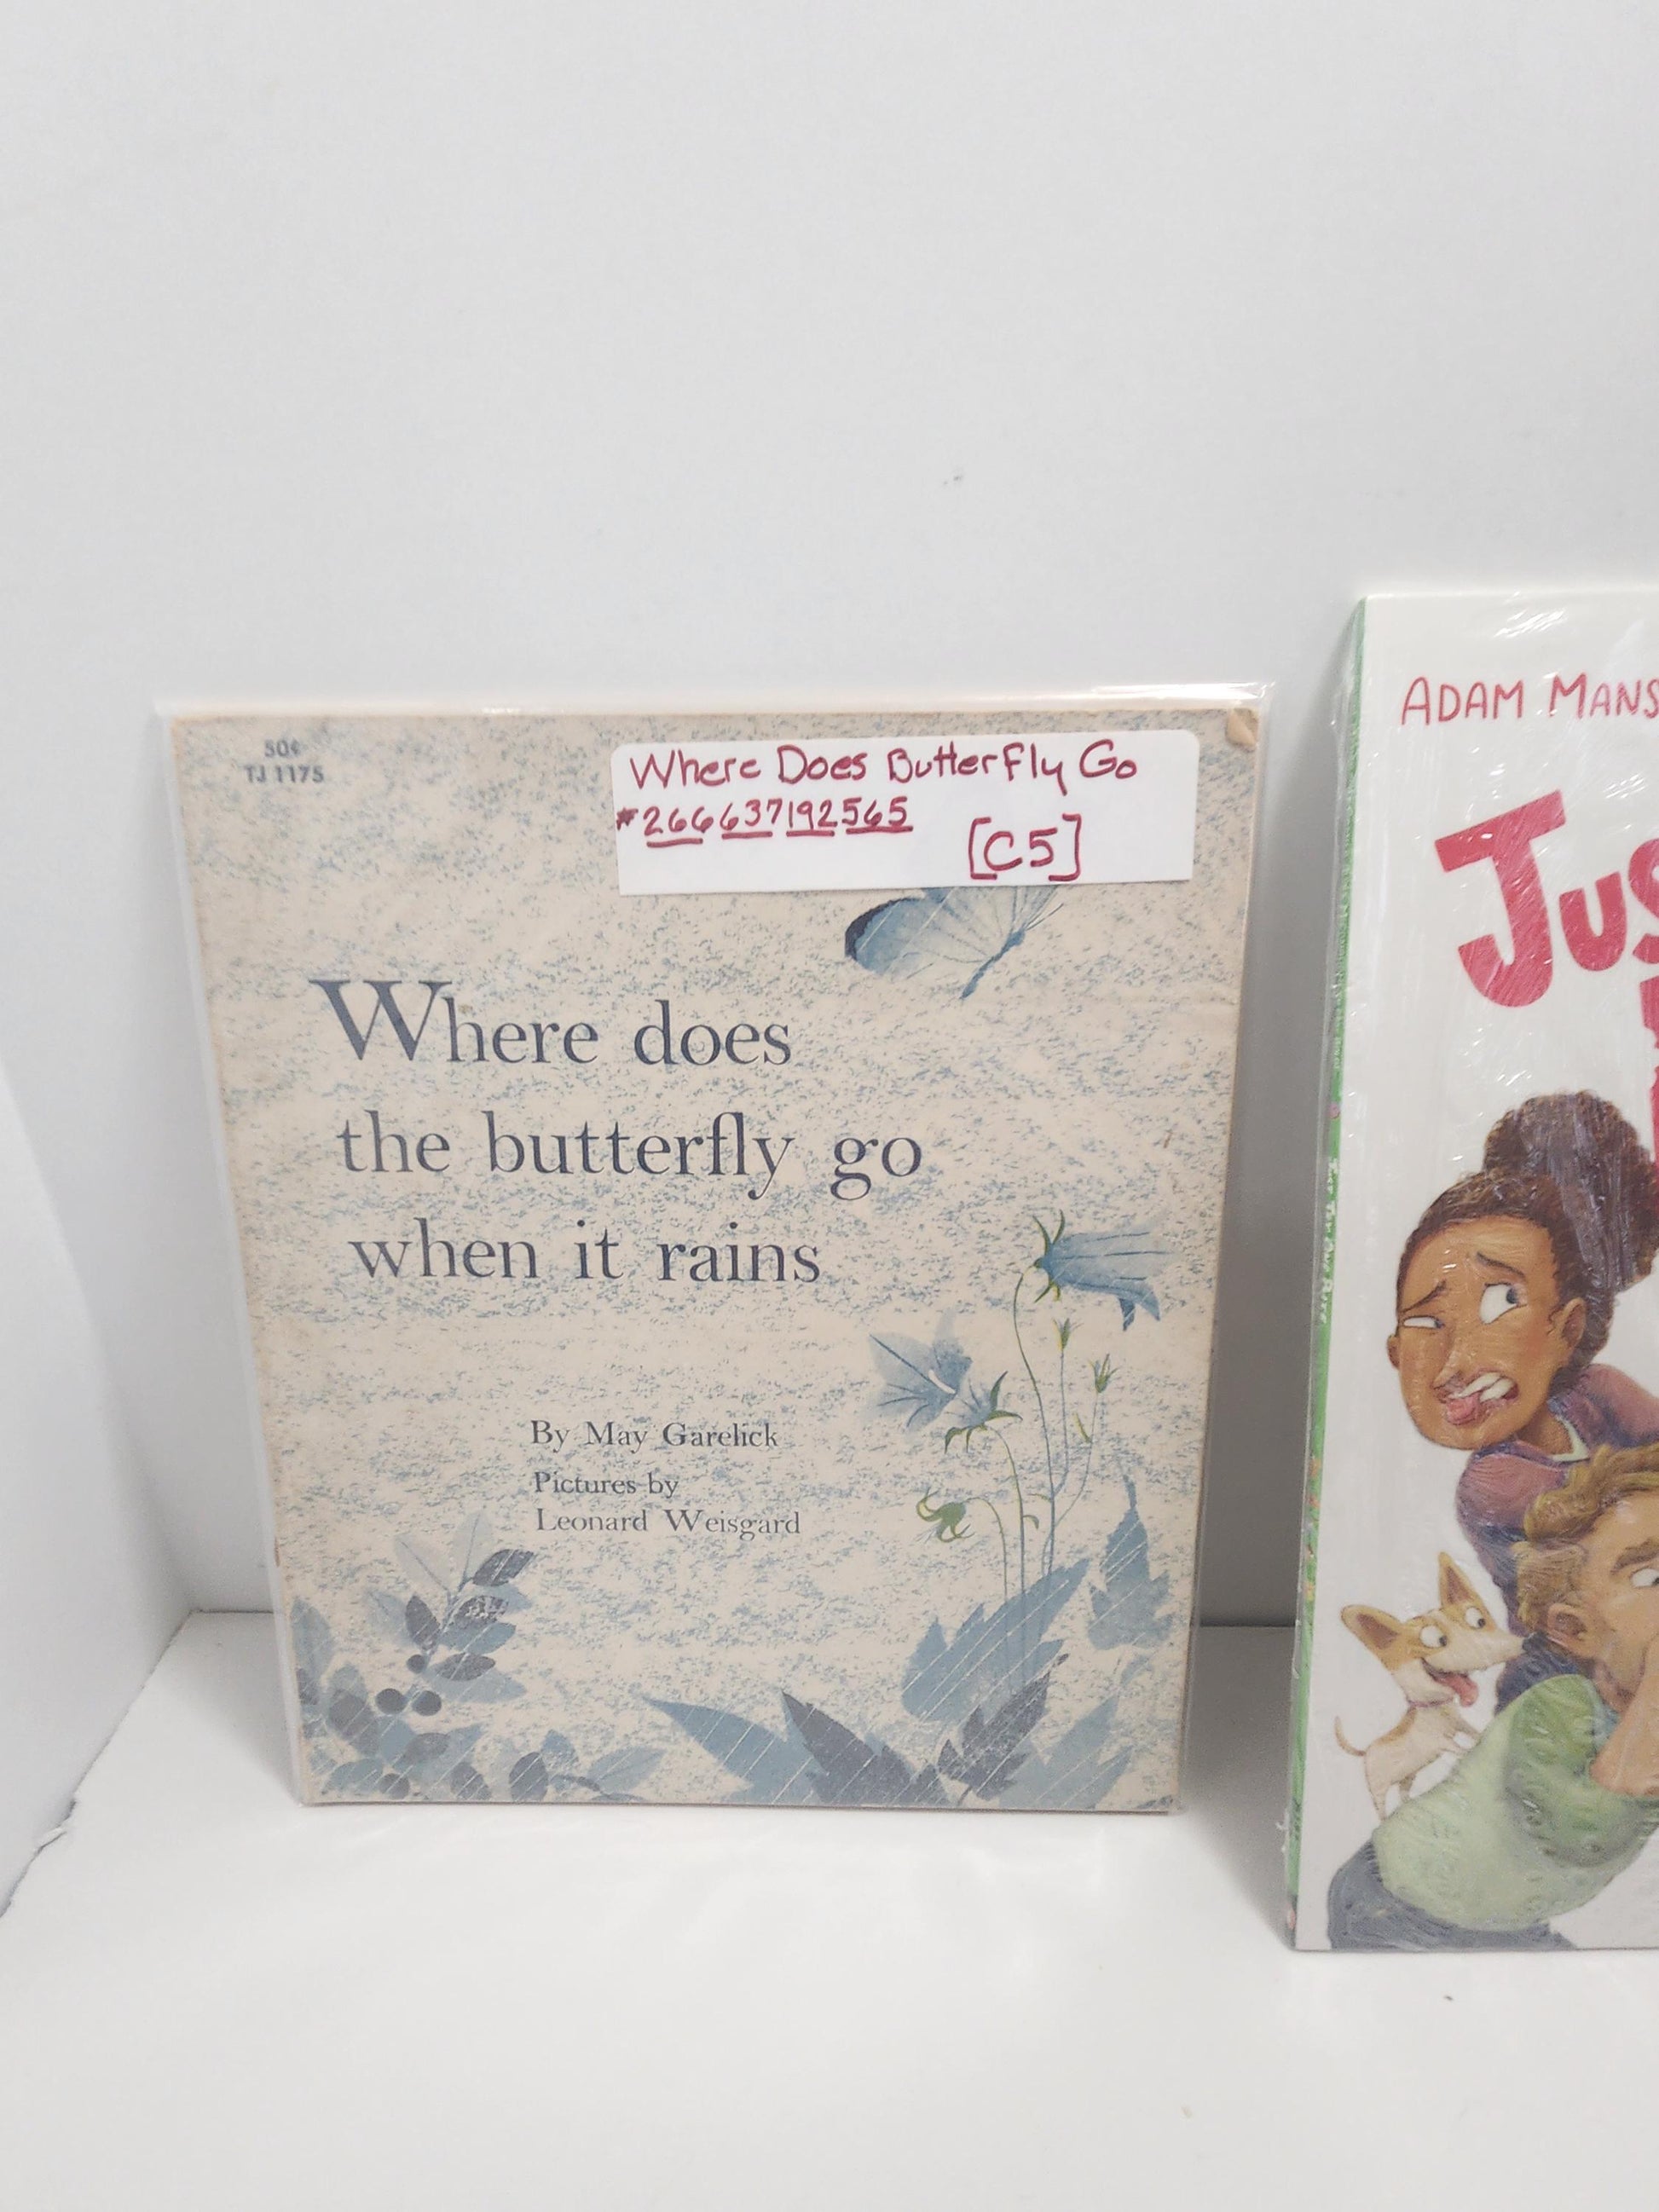 50¢
TJ 1175
Where Does Butterfly Go
#266637192565
[C5]
Where does
the butterfly go
when it rains
By May Garelick
Pictures by
Leonard Weisgard
ADAM MANS
JUS